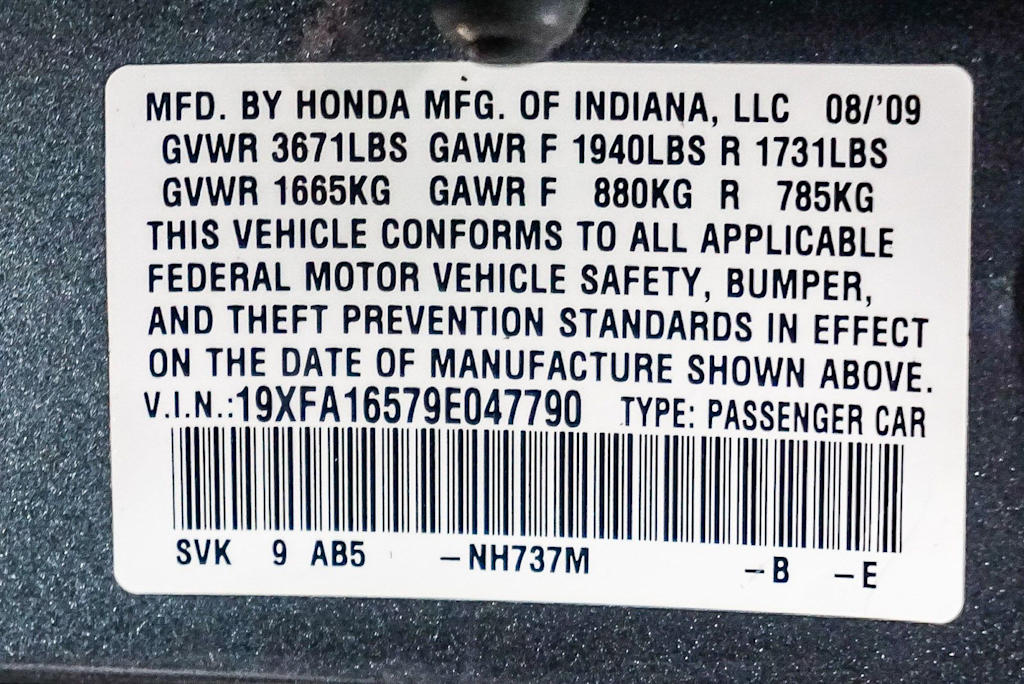 MFD. BY HONDA MFG. OF INDIANA, LLC 08/'09
GVWR 3671LBS GAWR F 1940LBS R 1731LBS
GVWR 1665KG GAWR F 880KG R 785KG
THIS VEHICLE CONFORMS TO ALL APPLICABLE
FEDERAL MOTOR VEHICLE SAFETY, BUMPER,
AND THEFT PREVENTION STANDARDS IN EFFECT
ON THE DATE OF MANUFACTURE SHOWN ABOVE.
V.I.N.:19XFA16579E047790 TYPE: PASSENGER CAR
SVK 9 AB5 -NH737M -B -E